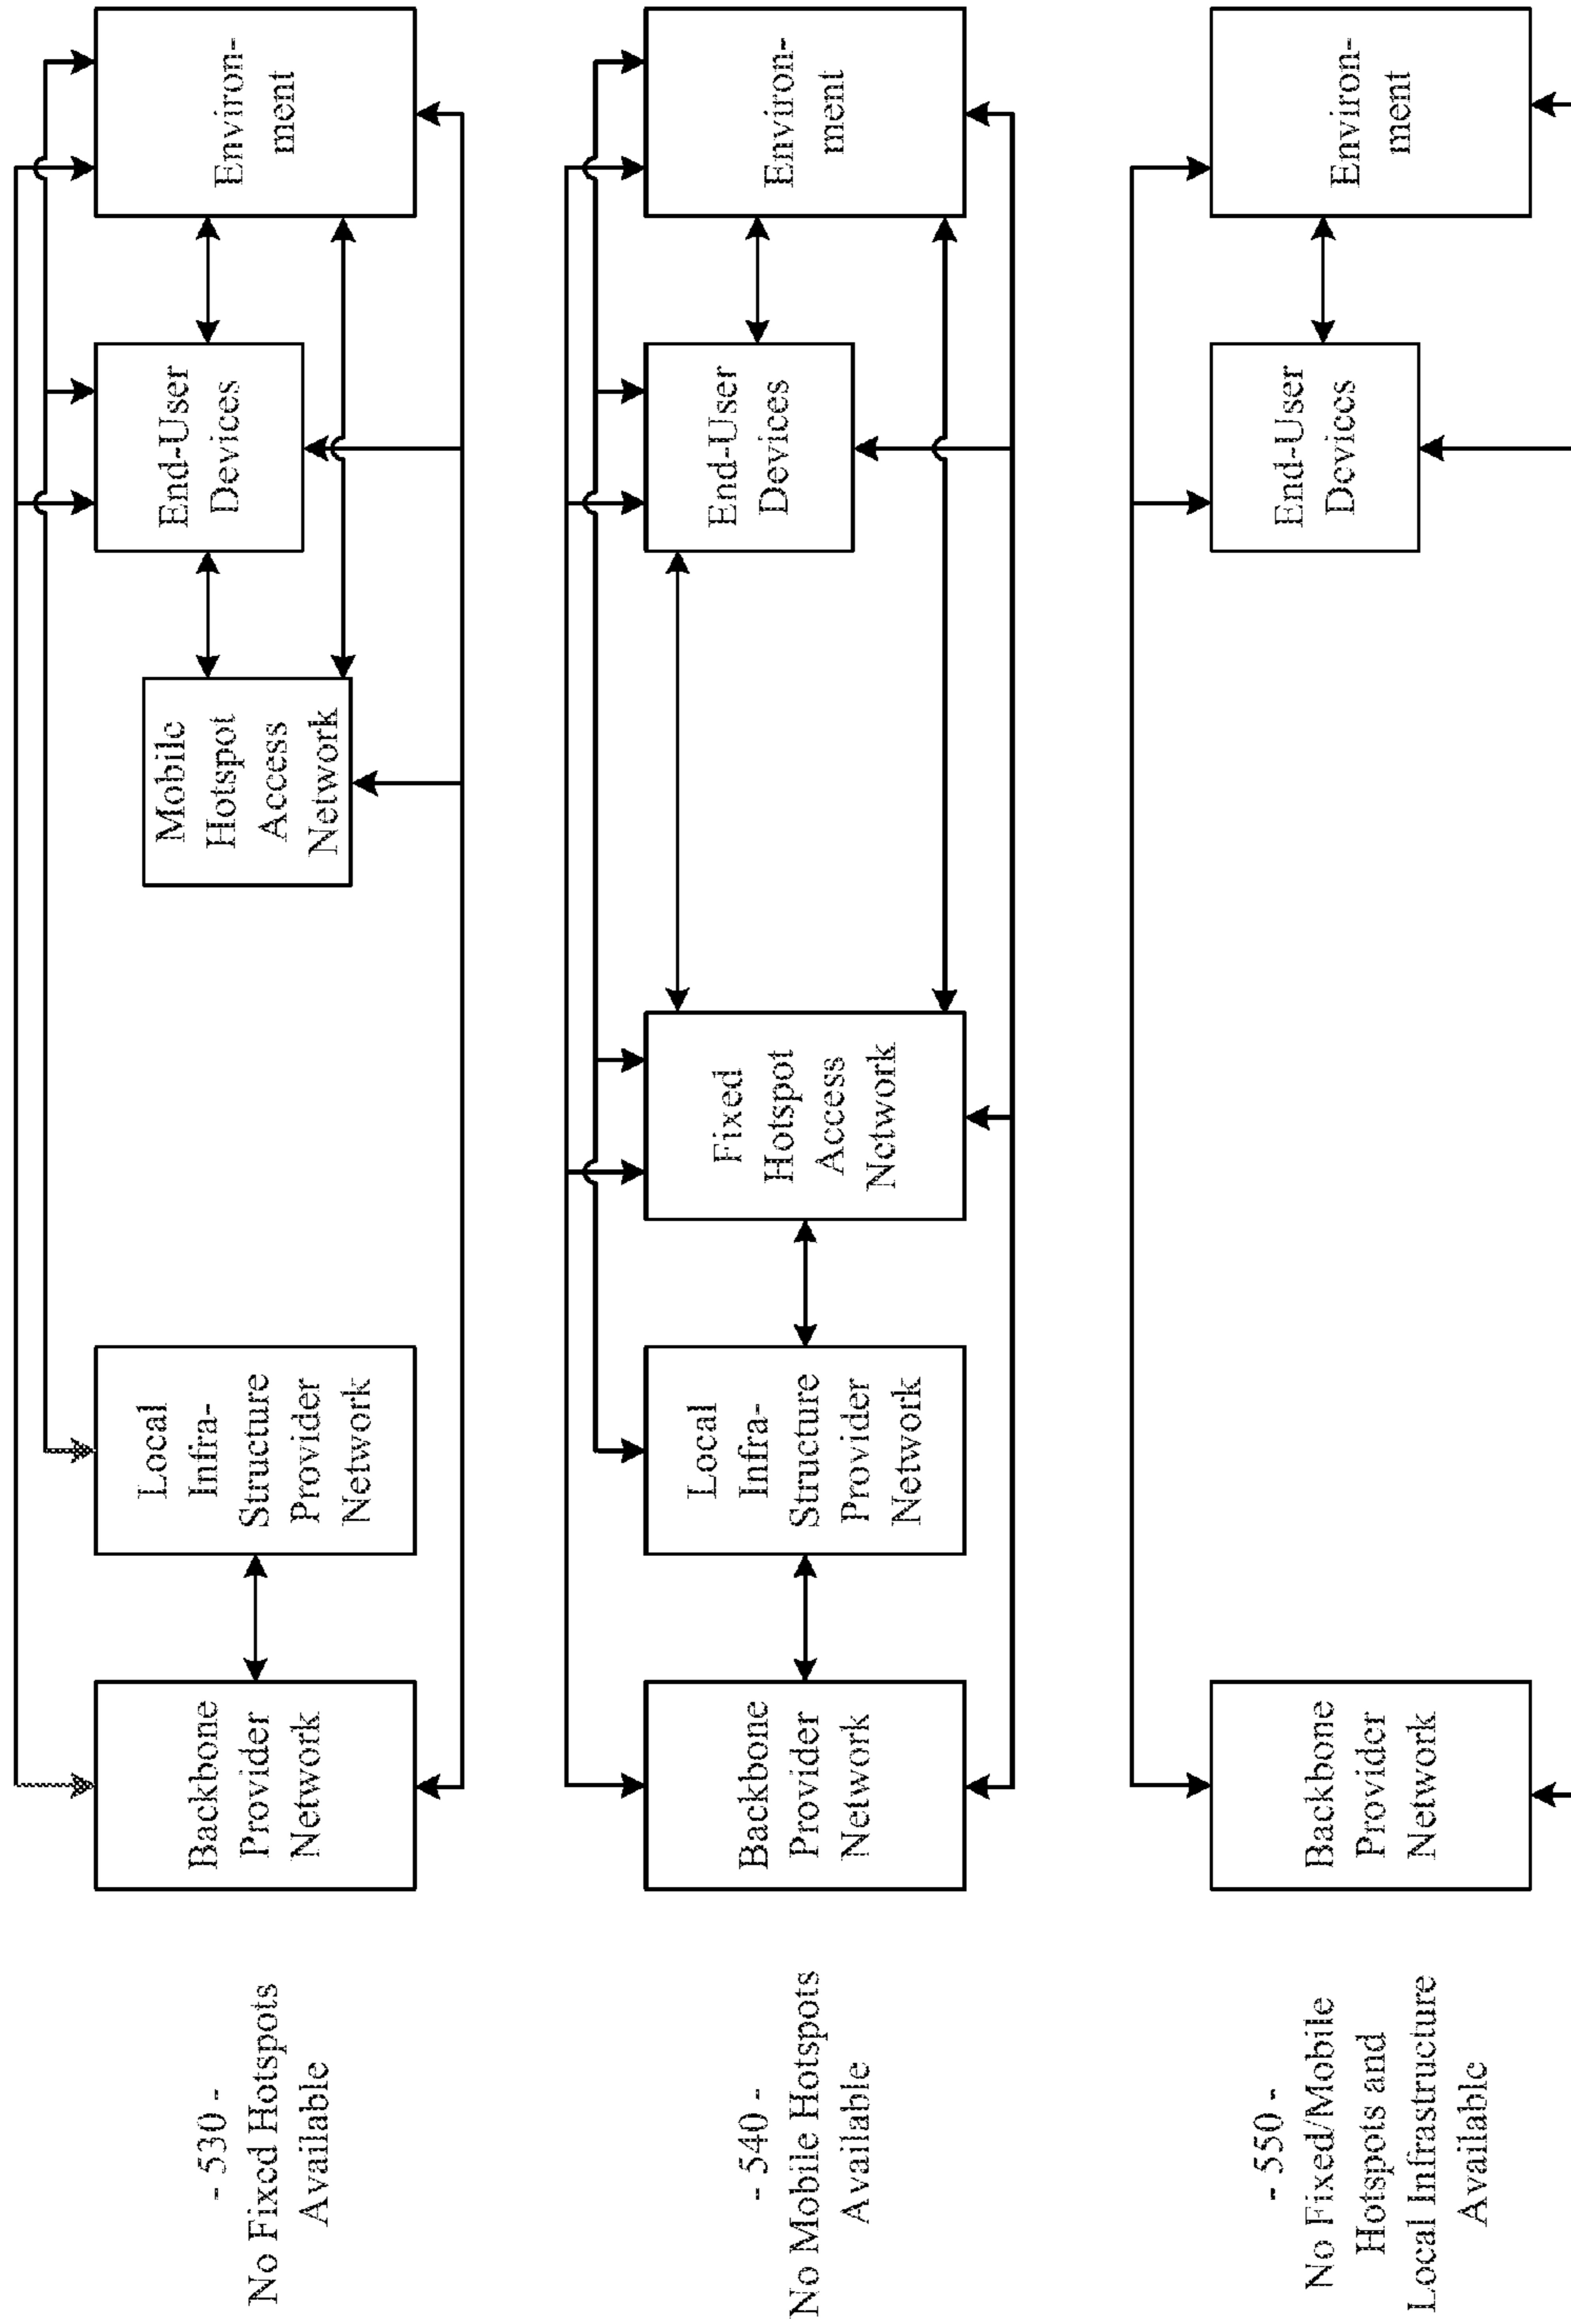 - 530 -
No Fixed Hotspots
Available
Backbone
Provider
Network
Local
Infra-
Structure
Provider
Network
Mobile
Hotspot
Access
Network
End-User
Devices
Environ-
ment
- 540 -
No Mobile Hotspots
Available
Backbone
Provider
Network
Local
Infra-
Structure
Provider
Network
Fixed
Hotspot
Access
Network
End-User
Devices
Environ-
ment
- 550 -
No Fixed/Mobile
Hotspots and
Local Infrastructure
Available
Backbone
Provider
Network
End-User
Devices
Environ-
ment